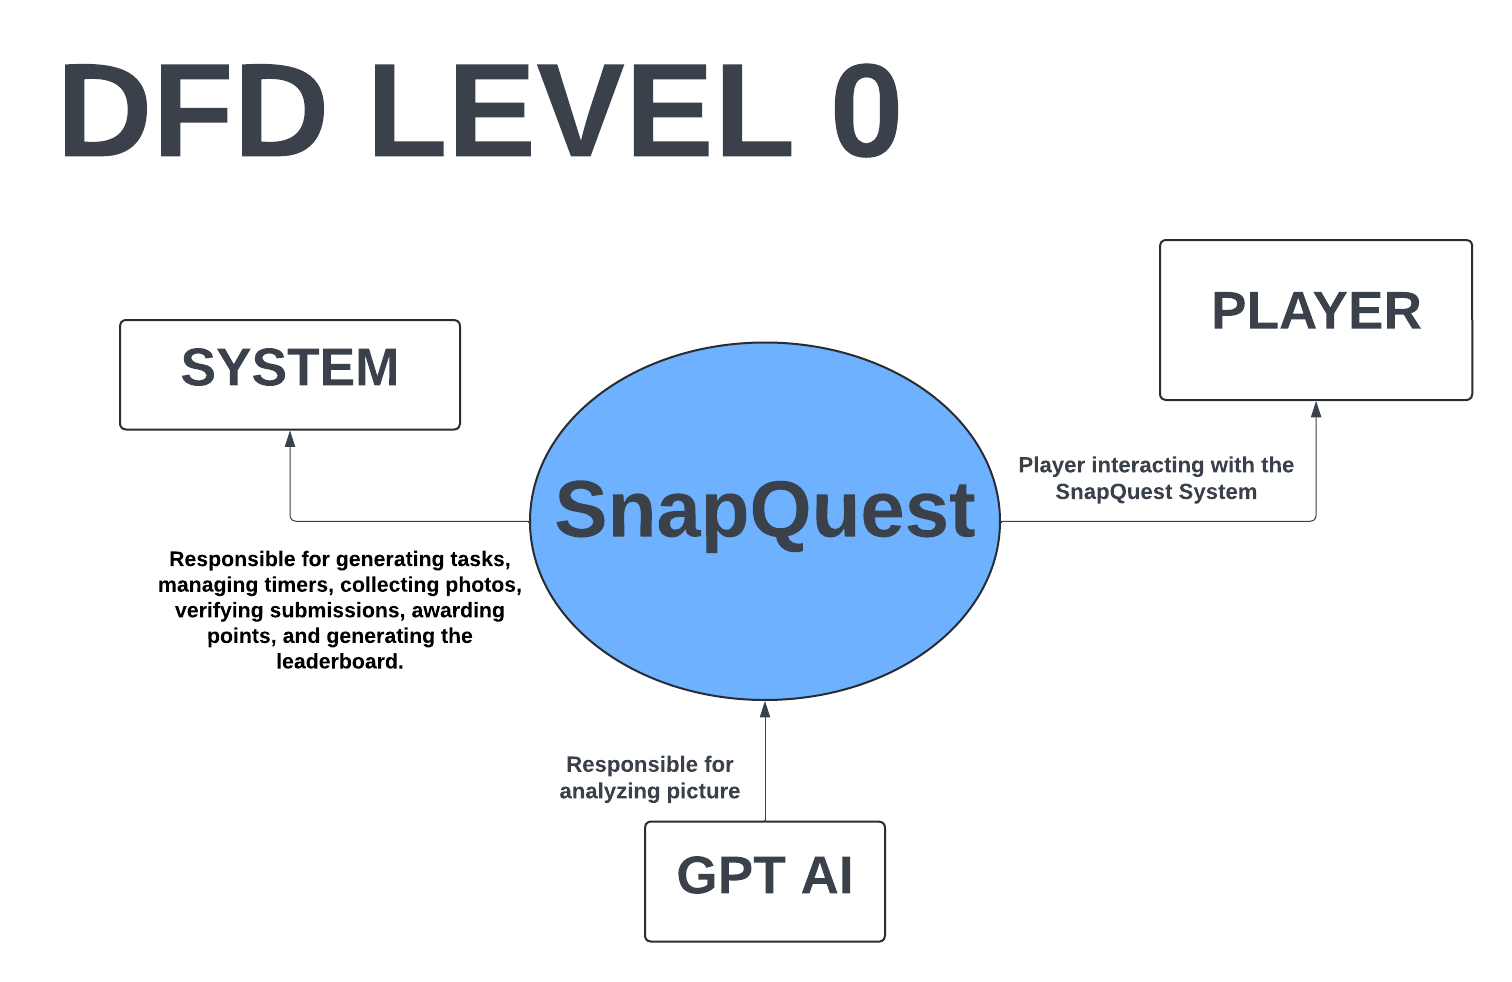 DFD LEVEL 0
PLAYER
SYSTEM
Player interacting with the
SnapQuest System
SnapQuest
Responsible for generating tasks,
managing timers, collecting photos,
verifying submissions, awarding
points, and generating the
leaderboard.
Responsible for
analyzing picture
GPT AI